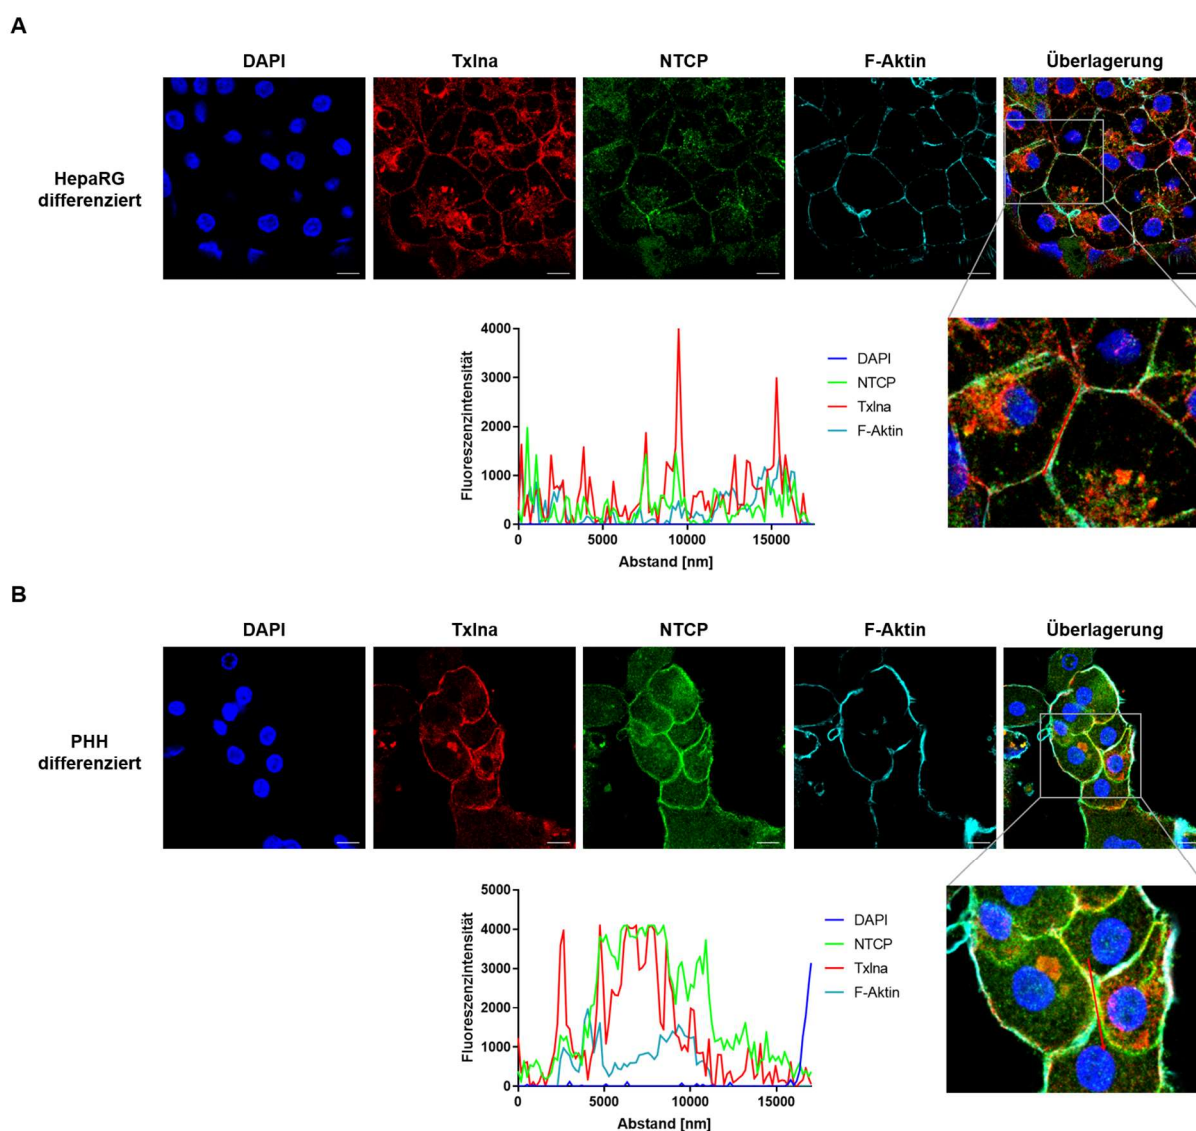 A
DAPI
Txlna
NTCP
F-Aktin
Überlagerung
HepaRG
differenziert
Fluoreszenzintensität
4000
3000
2000
1000
0
0
5000
10000
15000
Abstand [nm]
DAPI
NTCP
Txlna
F-Aktin
B
DAPI
Txlna
NTCP
F-Aktin
Überlagerung
PHH
differenziert
Fluoreszenzintensität
5000
4000
3000
2000
1000
0
0
5000
10000
15000
Abstand [nm]
DAPI
NTCP
Txlna
F-Aktin